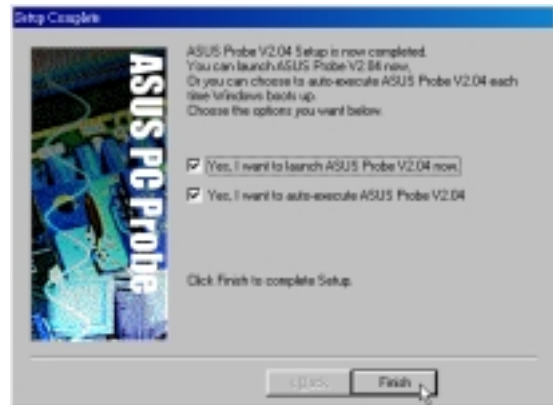 Setup Complete
ASUS PC Probe
ASUS Probe V2.04 Setup is now completed.
You can launch ASUS Probe V2.04 now,
Or you can choose to auto-execute ASUS Probe V2.04 each
time Windows boots up.
Choose the options you want below.
Yes, I want to launch ASUS Probe V2.04 now.
Yes, I want to auto-execute ASUS Probe V2.04
Click Finish to complete Setup.
< Back
Finish